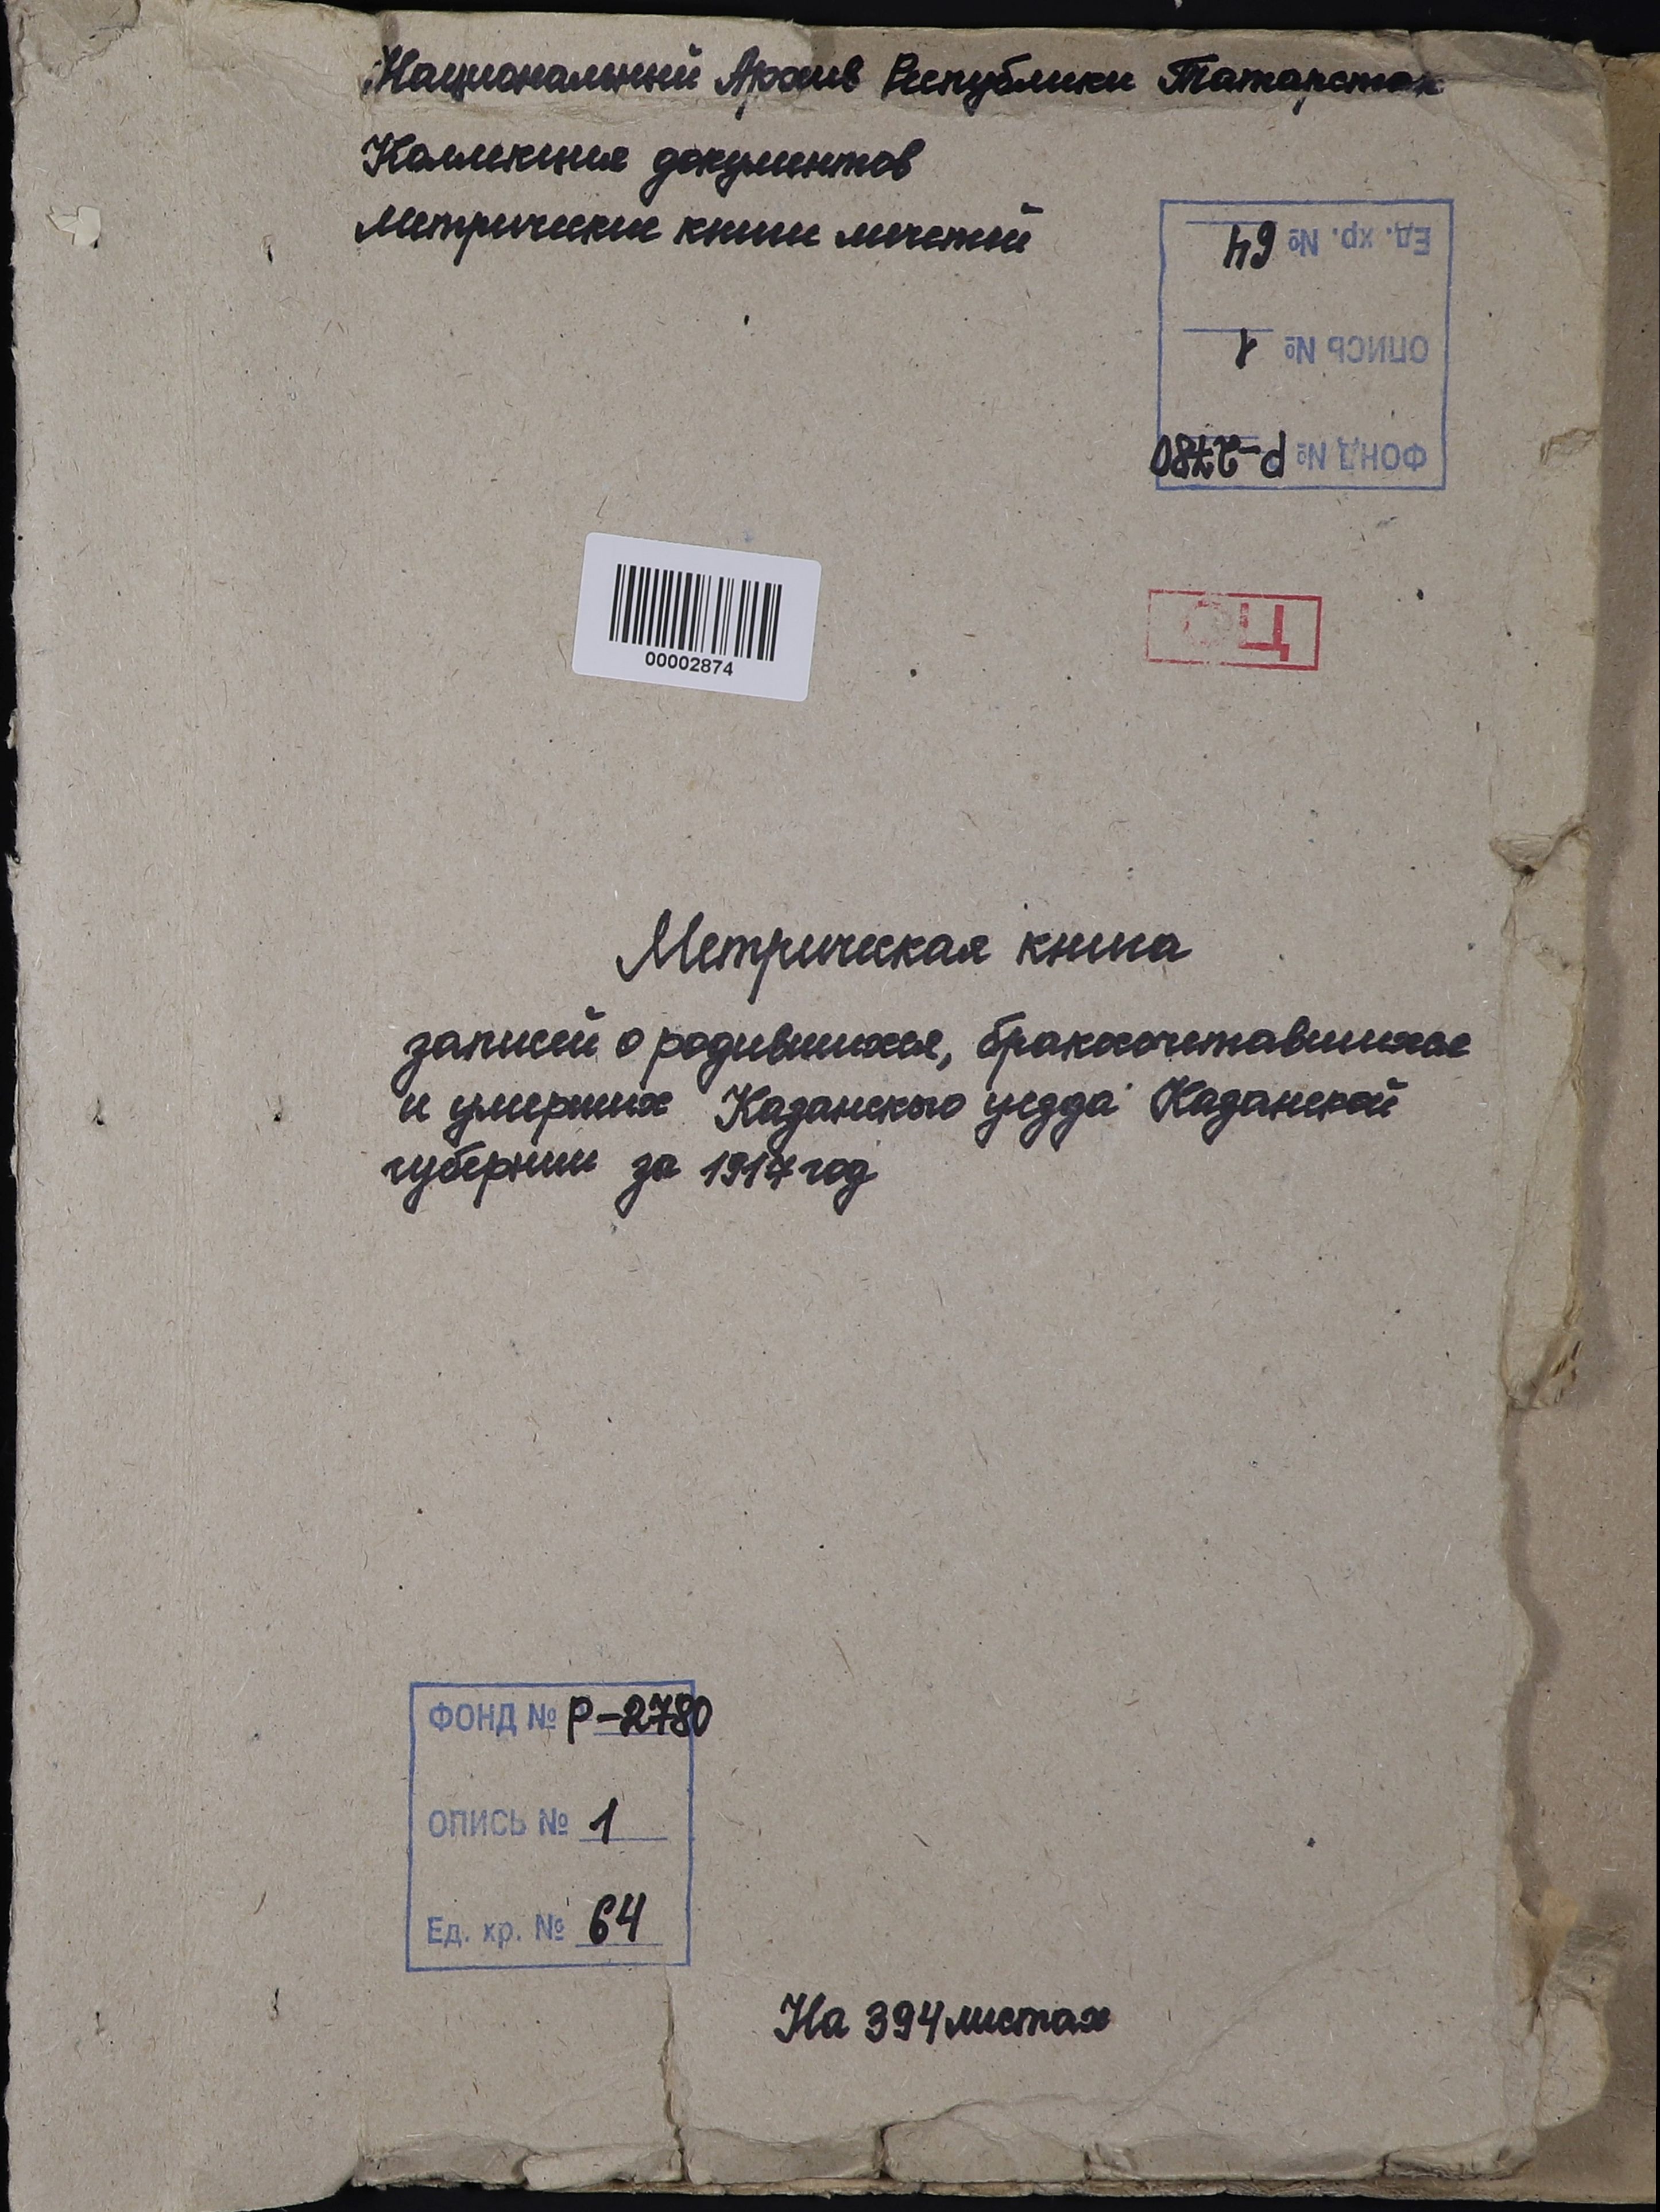 Национальный Архив Республики Татарстан
Коллекция документов
Метрические книги мечетей
Ед. хр. № 64
ОПИСЬ № 1
ФОНД № Р-2780
00002874
Метрическая книга
записей о родившихся, бракосочетавшихся
и умерших Казанского уезда Казанской
губернии за 1917 год
ФОНД № Р-2780
ОПИСЬ № 1
Ед. хр. № 64
На 394 листах